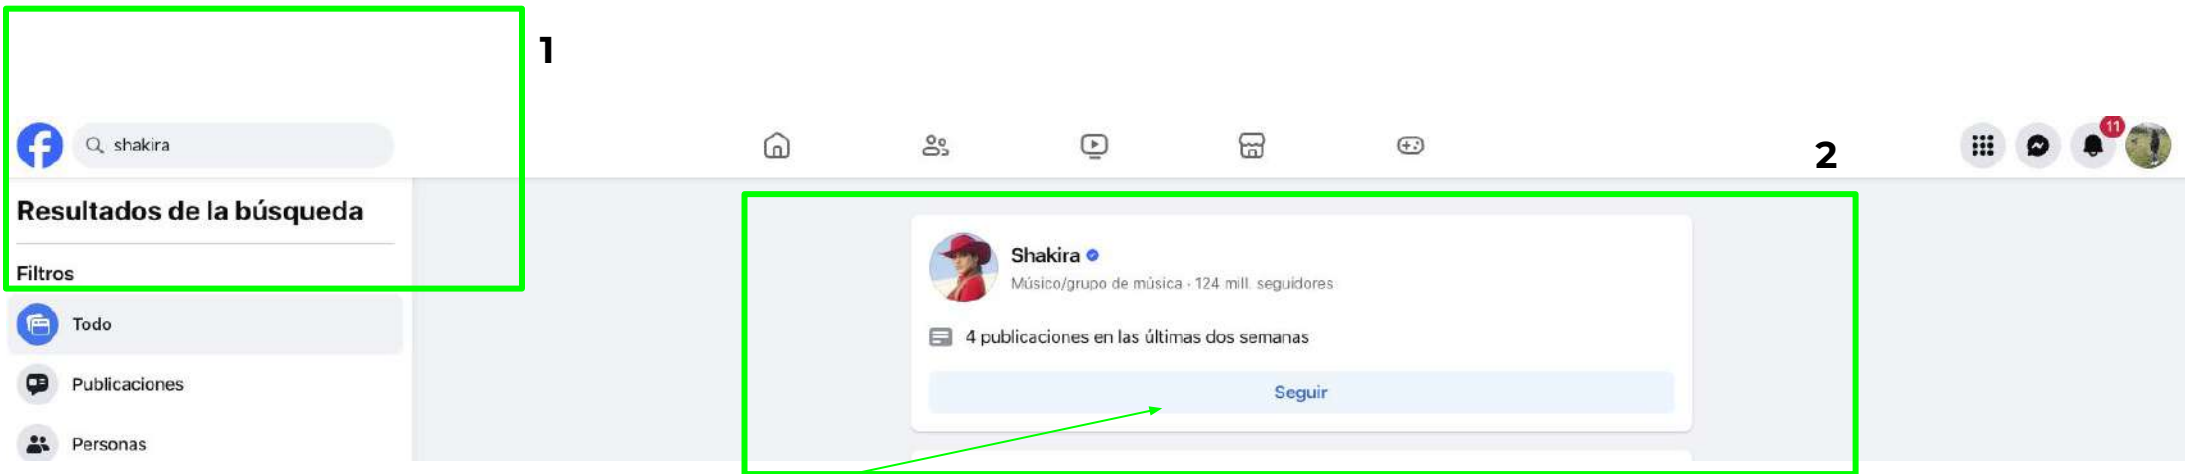 1
shakira
11
2
Resultados de la búsqueda
Filtros
Todo
Publicaciones
Personas
Shakira
Músico/grupo de música · 124 mill. seguidores
4 publicaciones en las últimas dos semanas
Seguir